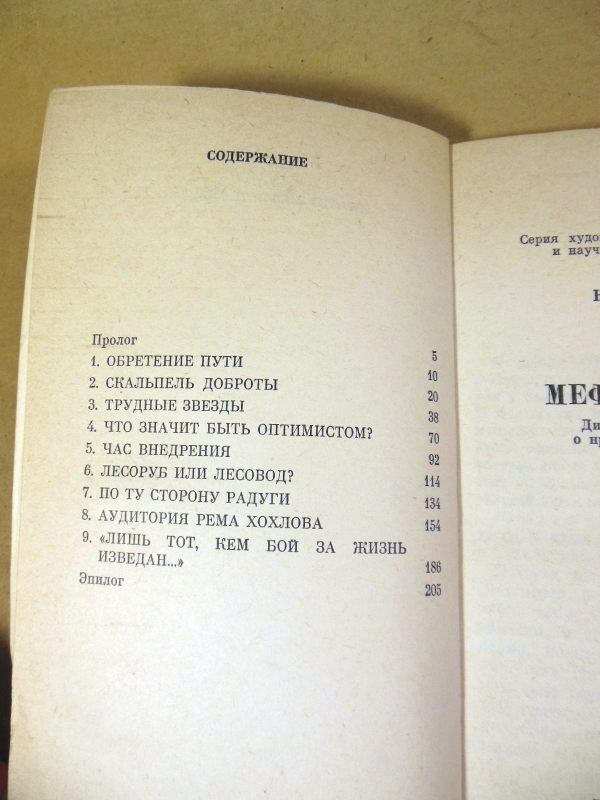 СОДЕРЖАНИЕ
Пролог 5
1. ОБРЕТЕНИЕ ПУТИ 10
2. СКАЛЬПЕЛЬ ДОБРОТЫ 20
3. ТРУДНЫЕ ЗВЕЗДЫ 38
4. ЧТО ЗНАЧИТ БЫТЬ ОПТИМИСТОМ? 70
5. ЧАС ВНЕДРЕНИЯ 92
6. ЛЕСОРУБ ИЛИ ЛЕСОВОД? 114
7. ПО ТУ СТОРОНУ РАДУГИ 134
8. АУДИТОРИЯ РЕМА ХОХЛОВА 154
9. «ЛИШЬ ТОТ, КЕМ БОЙ ЗА ЖИЗНЬ
ИЗВЕДАН...» 186
Эпилог 205
Серия худо
и науч
МЕФ
Ди
о нр